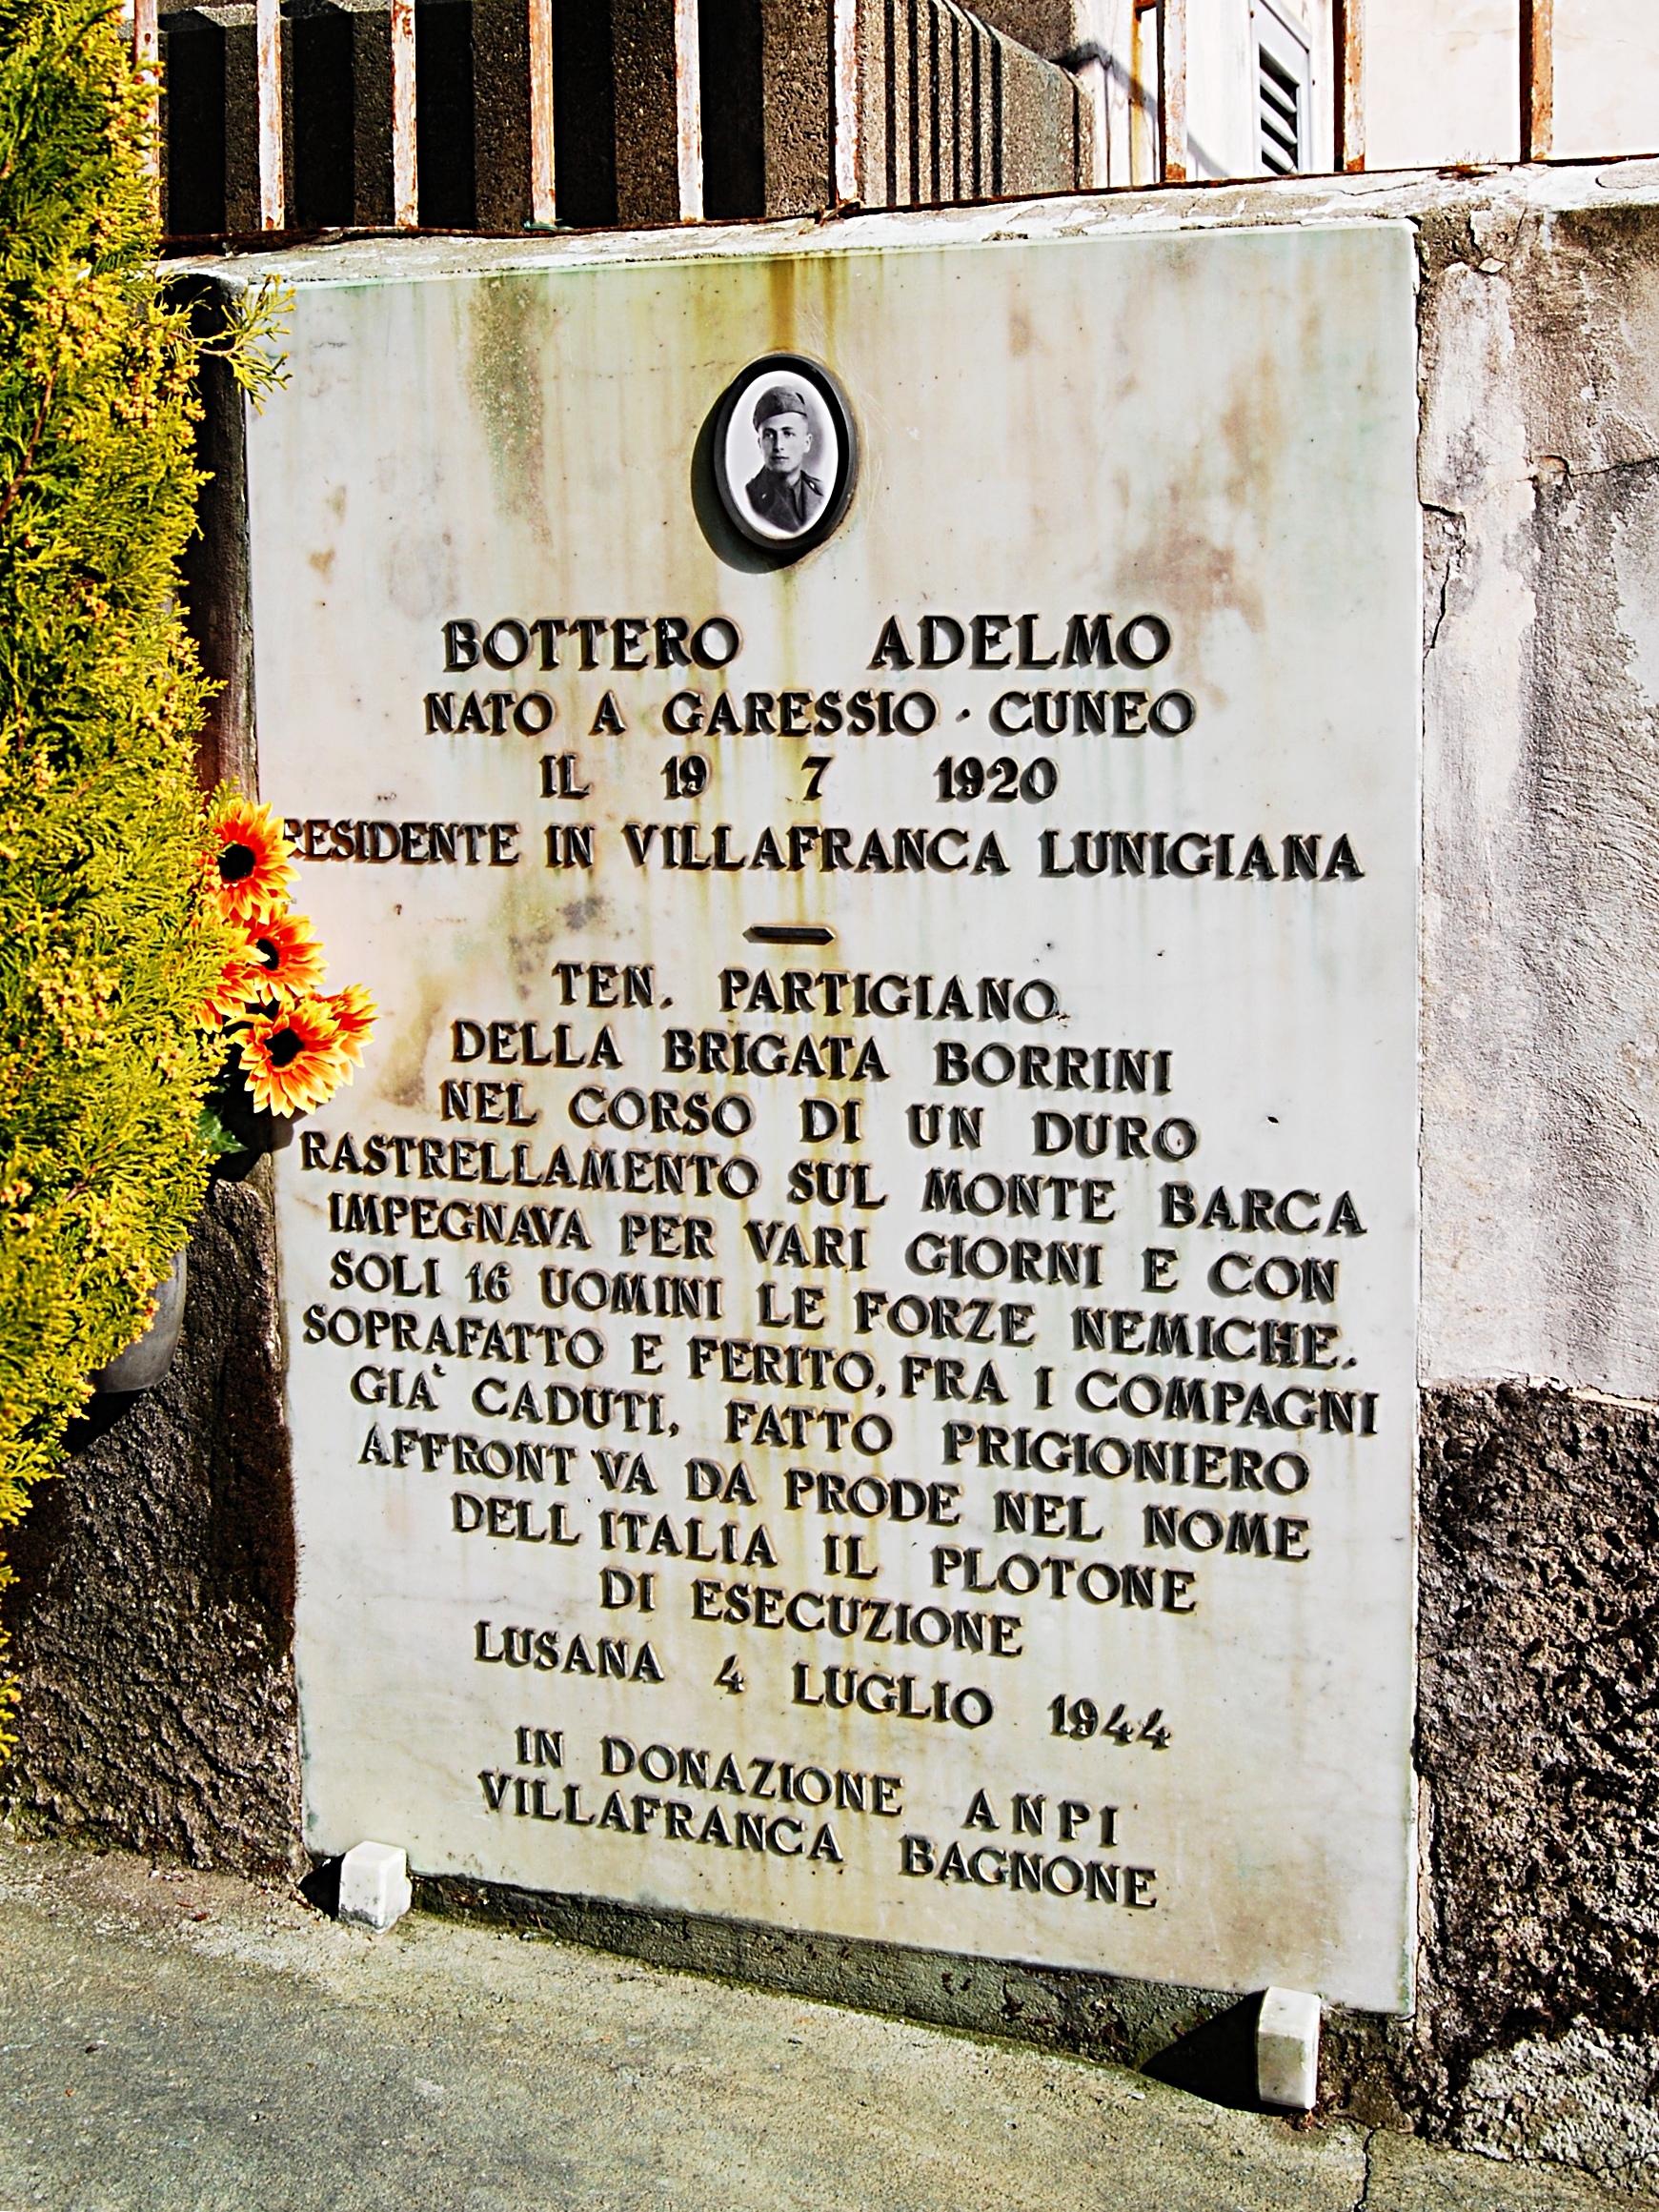 BOTTERO ADELMO
NATO A GARESSIO · CUNEO
IL 19 7 1920
RESIDENTE IN VILLAFRANCA LUNIGIANA
—
TEN. PARTIGIANO
DELLA BRIGATA BORRINI
NEL CORSO DI UN DURO
RASTRELLAMENTO SUL MONTE BARCA
IMPEGNAVA PER VARI GIORNI E CON
SOLI 16 UOMINI LE FORZE NEMICHE.
SOPRAFATTO E FERITO, FRA I COMPAGNI
GIA' CADUTI, FATTO PRIGIONIERO
AFFRONT VA DA PRODE NEL NOME
DELL ITALIA IL PLOTONE
DI ESECUZIONE
LUSANA 4 LUGLIO 1944
IN DONAZIONE ANPI
VILLAFRANCA BAGNONE